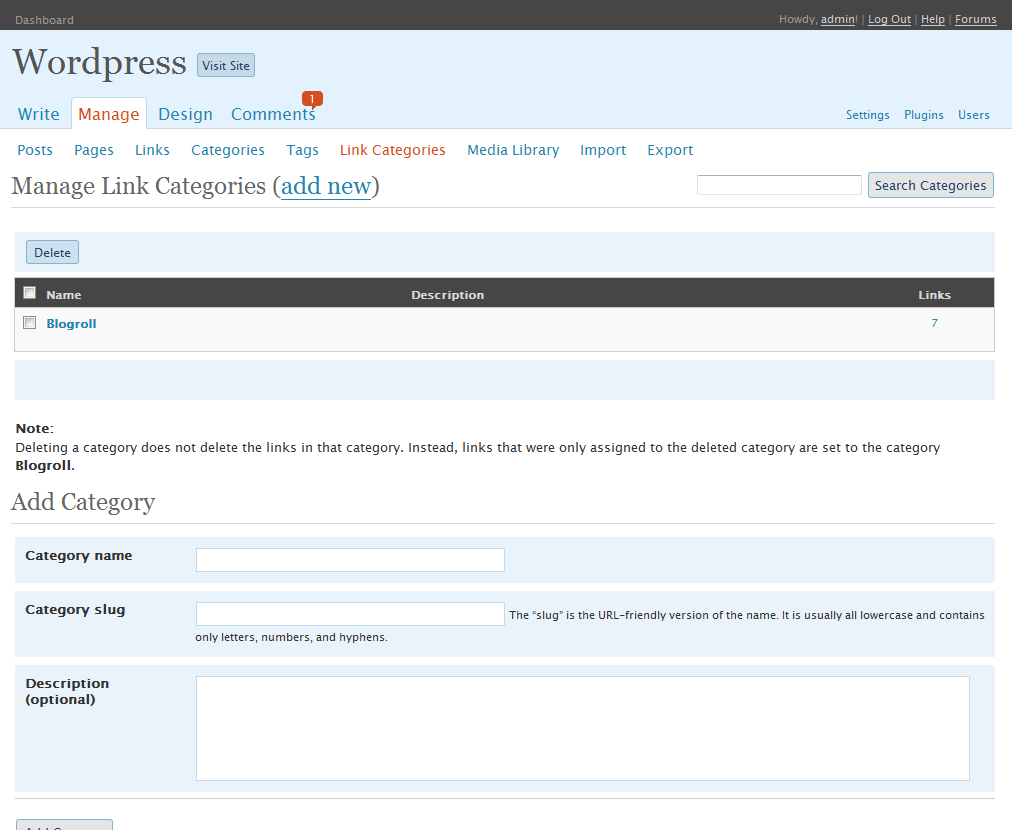 Dashboard Howdy, admin! | Log Out | Help | Forums
Wordpress Visit Site
1
Write Manage Design Comments Settings Plugins Users
Posts Pages Links Categories Tags Link Categories Media Library Import Export
Manage Link Categories (add new) Search Categories
Delete
Name Description Links
Blogroll 7
Note:
Deleting a category does not delete the links in that category. Instead, links that were only assigned to the deleted category are set to the category
Blogroll.
Add Category
Category name
Category slug The “slug” is the URL-friendly version of the name. It is usually all lowercase and contains
only letters, numbers, and hyphens.
Description
(optional)